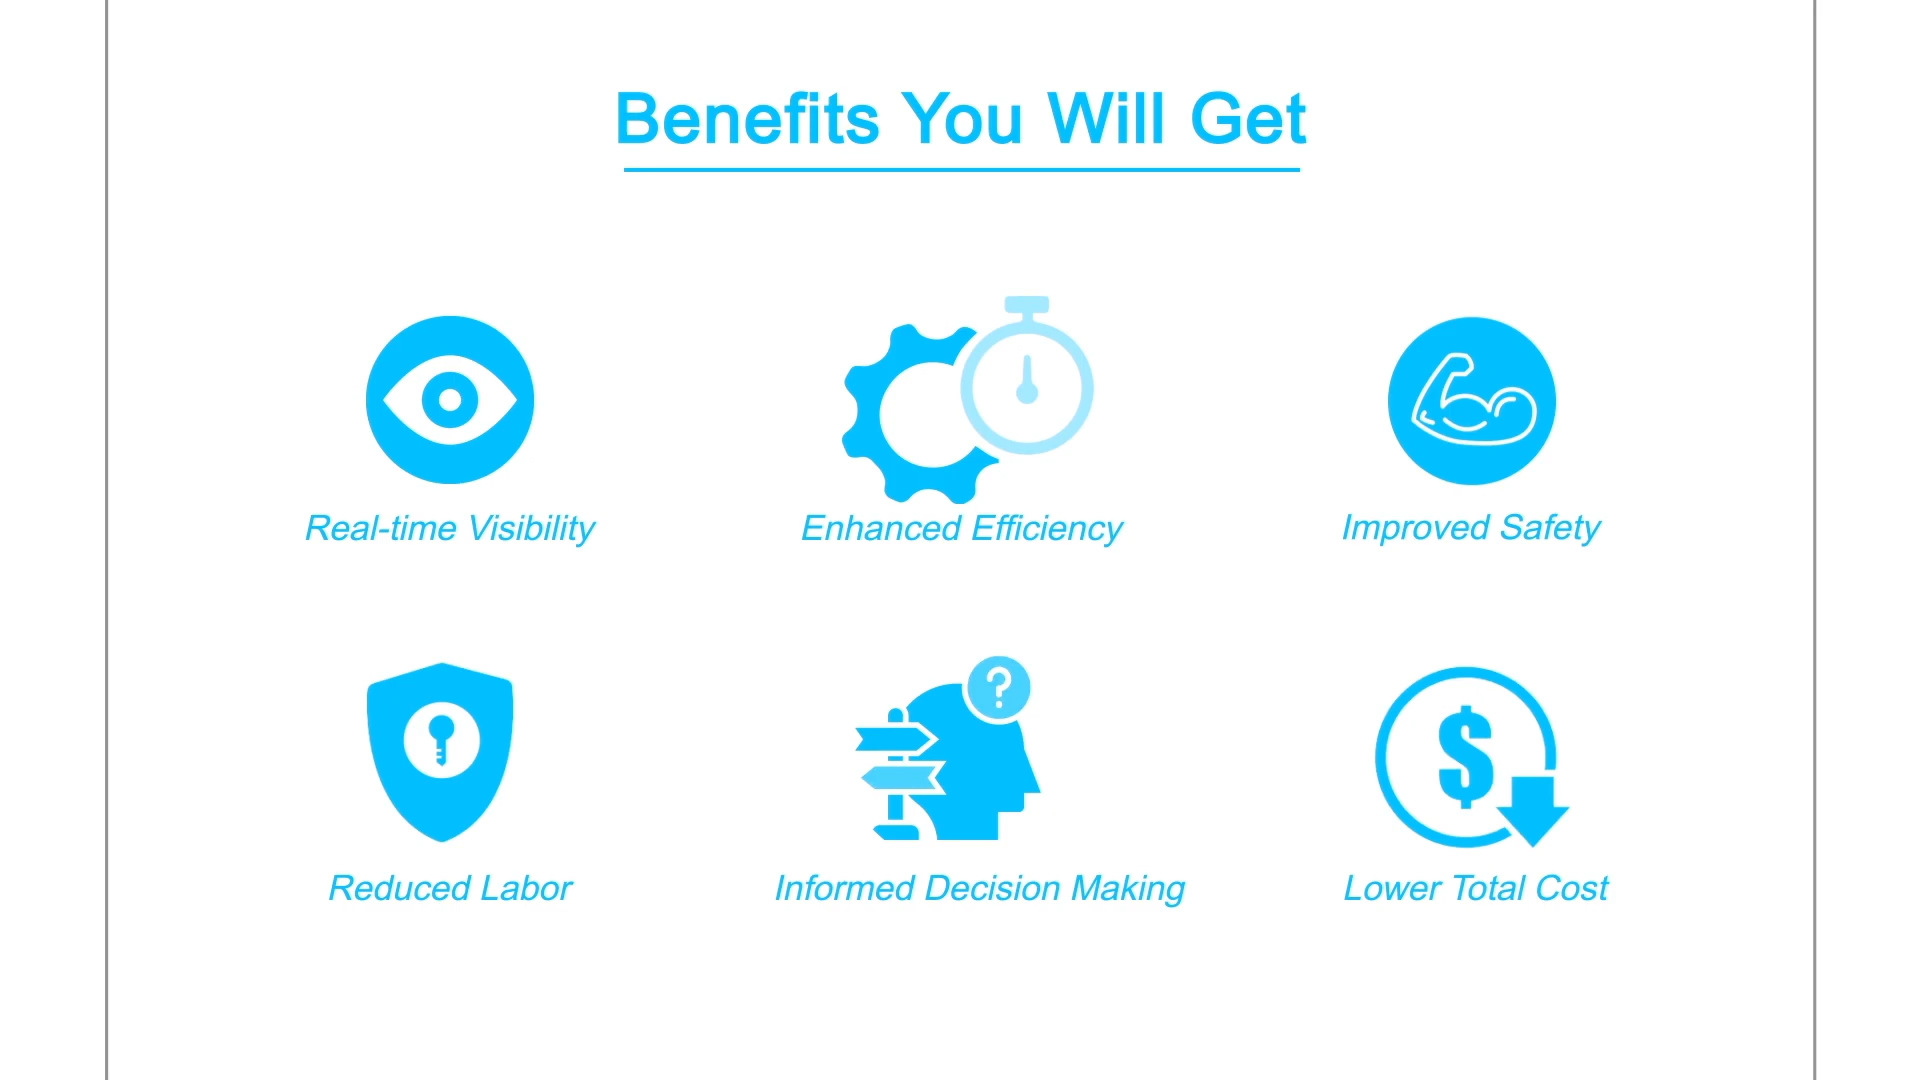 Benefits You Will Get
Real-time Visibility
Enhanced Efficiency
Improved Safety
?
$
Reduced Labor
Informed Decision Making
Lower Total Cost